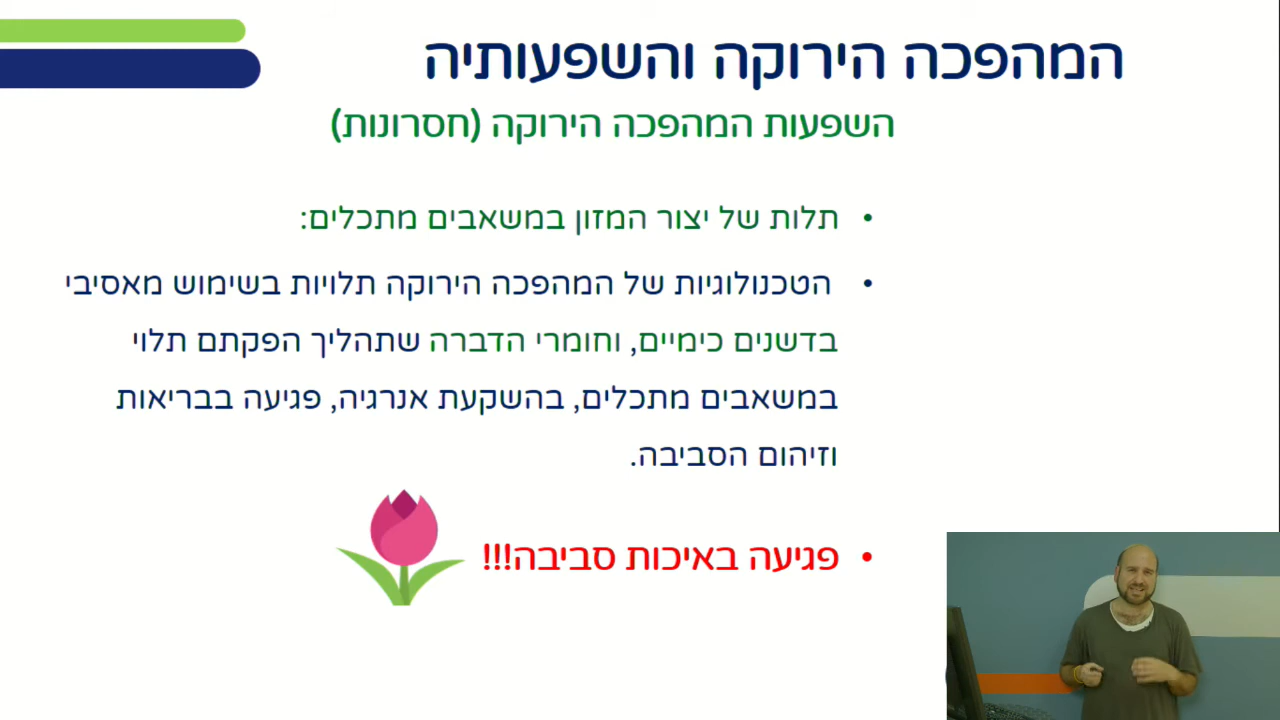 המהפכה הירוקה והשפעותיה
השפעות המהפכה הירוקה (חסרונות)
• תלות של יצור המזון במשאבים מתכלים:
• הטכנולוגיות של המהפכה הירוקה תלויות בשימוש מאסיבי
בדשנים כימיים, וחומרי הדברה שתהליך הפקתם תלוי
במשאבים מתכלים, בהשקעת אנרגיה, פגיעה בבריאות
וזיהום הסביבה.
• פגיעה באיכות סביבה!!!